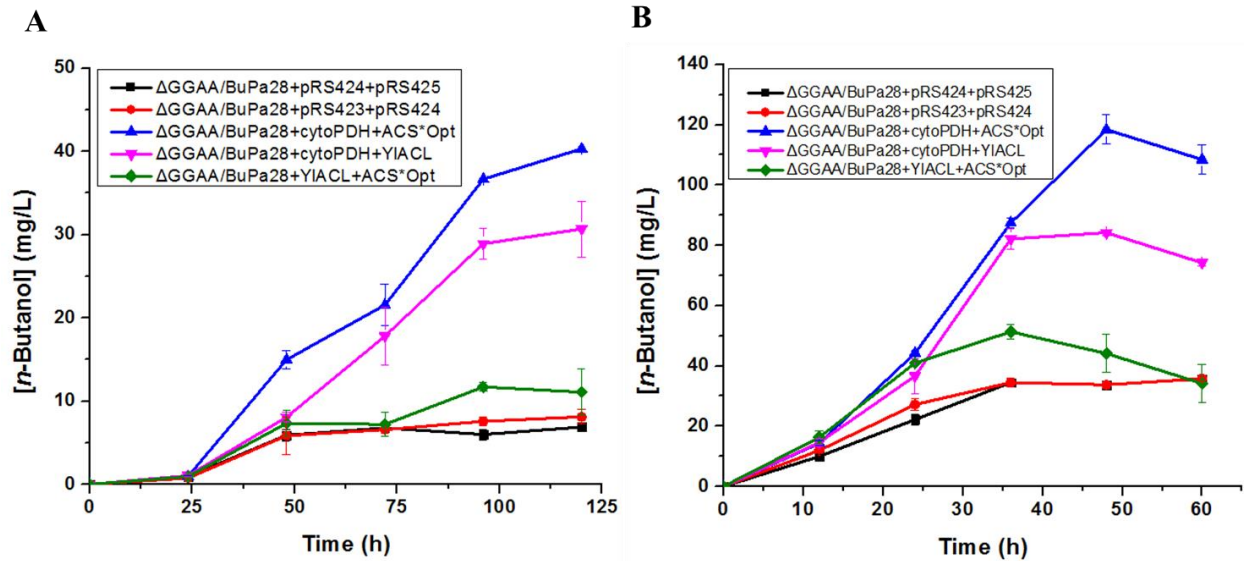 A
[n-Butanol] (mg/L)
50
40
30
20
10
0
ΔGGAA/BuPa28+pRS424+pRS425
ΔGGAA/BuPa28+pRS423+pRS424
ΔGGAA/BuPa28+cytoPDH+ACS*Opt
ΔGGAA/BuPa28+cytoPDH+YlACL
ΔGGAA/BuPa28+YlACL+ACS*Opt
0 25 50 75 100 125
Time (h)
B
[n-Butanol] (mg/L)
140
120
100
80
60
40
20
0
ΔGGAA/BuPa28+pRS424+pRS425
ΔGGAA/BuPa28+pRS423+pRS424
ΔGGAA/BuPa28+cytoPDH+ACS*Opt
ΔGGAA/BuPa28+cytoPDH+YlACL
ΔGGAA/BuPa28+YlACL+ACS*Opt
0 10 20 30 40 50 60
Time (h)